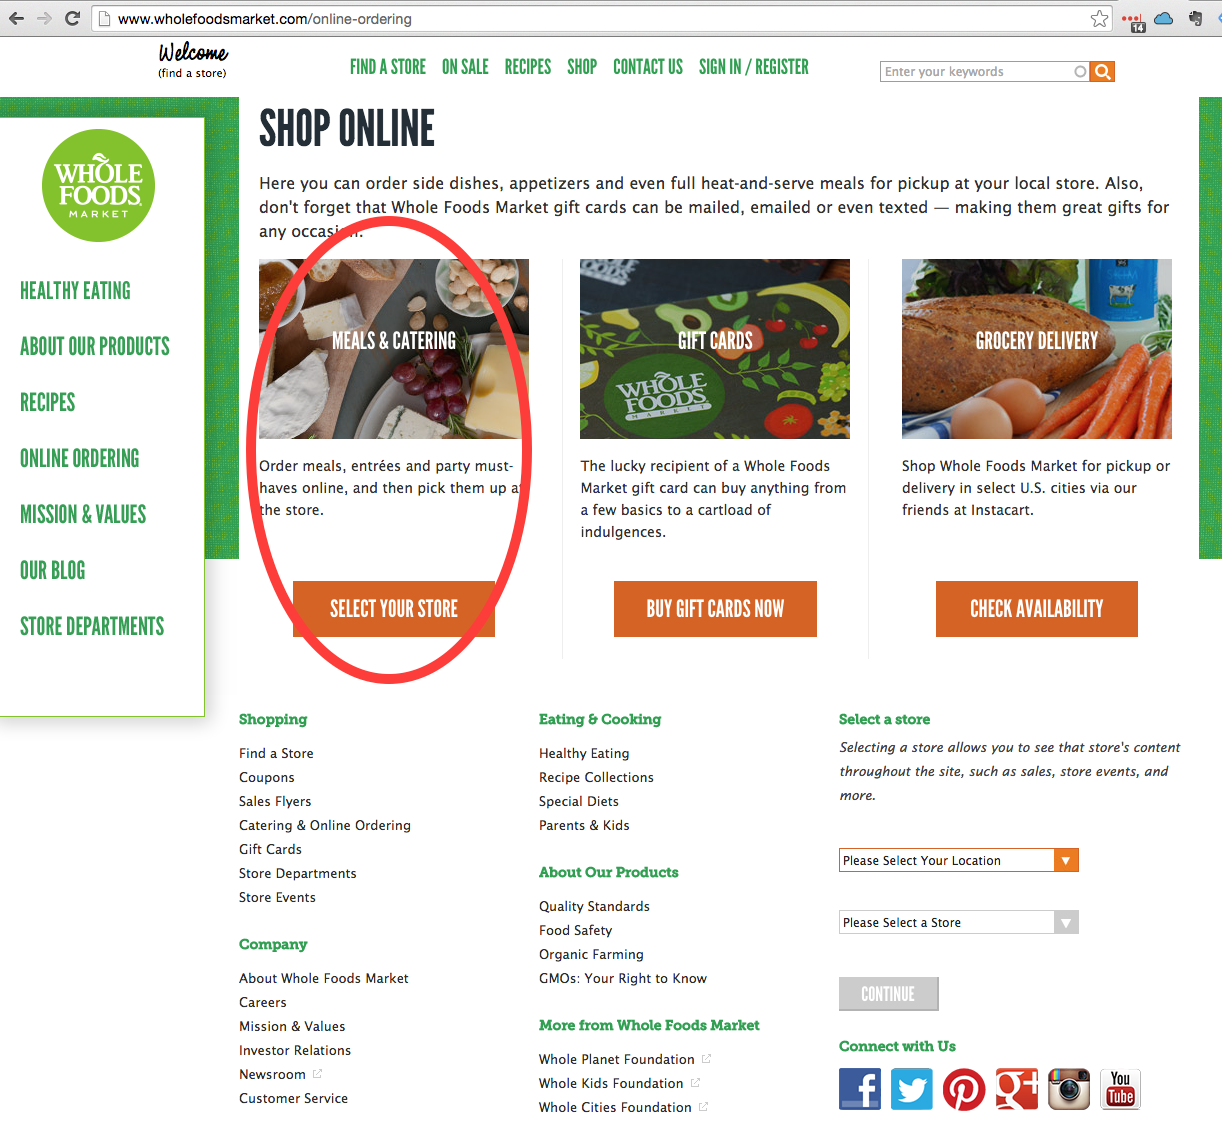 www.wholefoodsmarket.com/online-ordering
14
Welcome
(find a store)
FIND A STORE ON SALE RECIPES SHOP CONTACT US SIGN IN / REGISTER
Enter your keywords
WHOLE
FOODS
MARKET
HEALTHY EATING
ABOUT OUR PRODUCTS
RECIPES
ONLINE ORDERING
MISSION & VALUES
OUR BLOG
STORE DEPARTMENTS
SHOP ONLINE
Here you can order side dishes, appetizers and even full heat-and-serve meals for pickup at your local store. Also,
don't forget that Whole Foods Market gift cards can be mailed, emailed or even texted — making them great gifts for
any occasion.
MEALS & CATERING
Order meals, entrées and party must-
haves online, and then pick them up at
the store.
SELECT YOUR STORE
GIFT CARDS
WHOLE
FOODS
MARKET
The lucky recipient of a Whole Foods
Market gift card can buy anything from
a few basics to a cartload of
indulgences.
BUY GIFT CARDS NOW
GROCERY DELIVERY
Shop Whole Foods Market for pickup or
delivery in select U.S. cities via our
friends at Instacart.
CHECK AVAILABILITY
Shopping
Find a Store
Coupons
Sales Flyers
Catering & Online Ordering
Gift Cards
Store Departments
Store Events
Company
About Whole Foods Market
Careers
Mission & Values
Investor Relations
Newsroom
Customer Service
Eating & Cooking
Healthy Eating
Recipe Collections
Special Diets
Parents & Kids
About Our Products
Quality Standards
Food Safety
Organic Farming
GMOs: Your Right to Know
More from Whole Foods Market
Whole Planet Foundation
Whole Kids Foundation
Whole Cities Foundation
Select a store
Selecting a store allows you to see that store's content
throughout the site, such as sales, store events, and
more.
Please Select Your Location
Please Select a Store
CONTINUE
Connect with Us
You
Tube